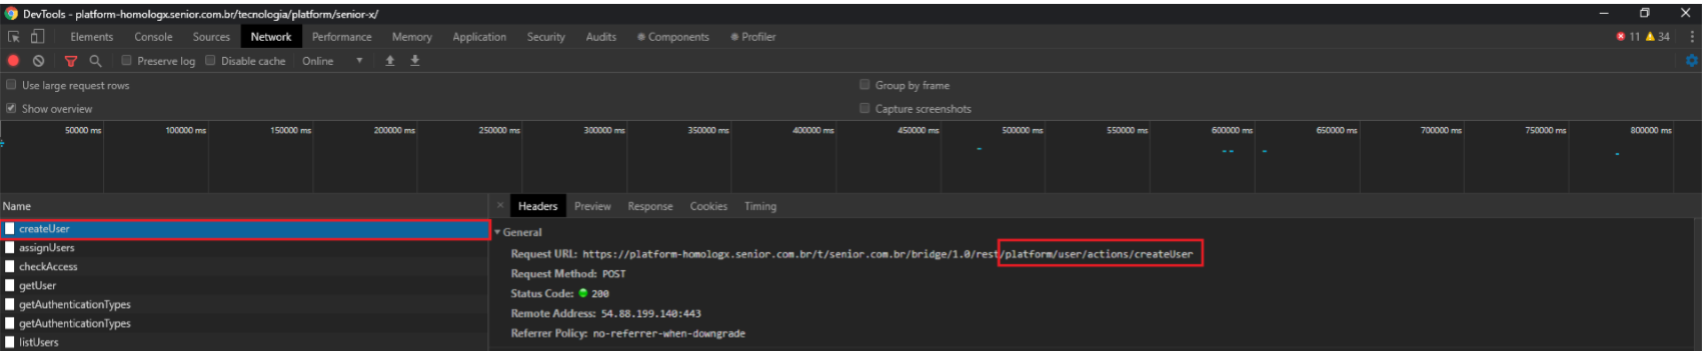 DevTools - platform-homologx.senior.com.br/tecnologia/platform/senior-x/
Elements Console Sources Network Performance Memory Application Security Audits Components Profiler 11 34
Preserve log Disable cache Online
Use large request rows Group by frame
Show overview Capture screenshots
50000 ms 100000 ms 150000 ms 200000 ms 250000 ms 300000 ms 350000 ms 400000 ms 450000 ms 500000 ms 550000 ms 600000 ms 650000 ms 700000 ms 750000 ms 800000 ms
Name × Headers Preview Response Cookies Timing
createUser
assignUsers
checkAccess
getUser
getAuthenticationTypes
getAuthenticationTypes
listUsers
General
Request URL: https://platform-homologx.senior.com.br/t/senior.com.br/bridge/1.0/rest/platform/user/actions/createUser
Request Method: POST
Status Code: 200
Remote Address: 54.88.199.140:443
Referrer Policy: no-referrer-when-downgrade